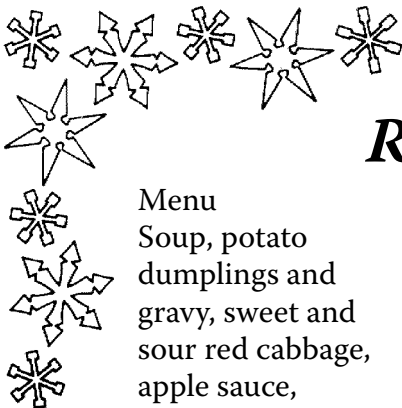 R
Menu
Soup, potato
dumplings and
gravy, sweet and
sour red cabbage,
apple sauce,